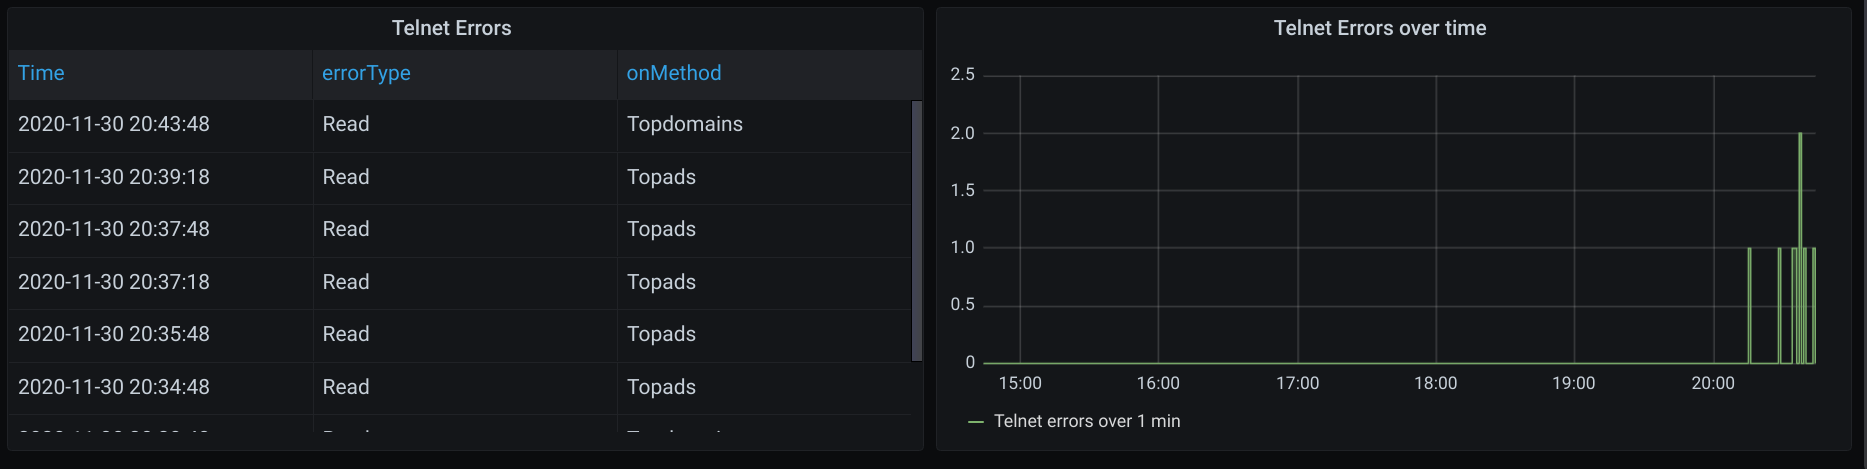 Telnet Errors
Time errorType onMethod
2020-11-30 20:43:48 Read Topdomains
2020-11-30 20:39:18 Read Topads
2020-11-30 20:37:48 Read Topads
2020-11-30 20:37:18 Read Topads
2020-11-30 20:35:48 Read Topads
2020-11-30 20:34:48 Read Topads
Telnet Errors over time
2.5
2.0
1.5
1.0
0.5
0
15:00 16:00 17:00 18:00 19:00 20:00
Telnet errors over 1 min